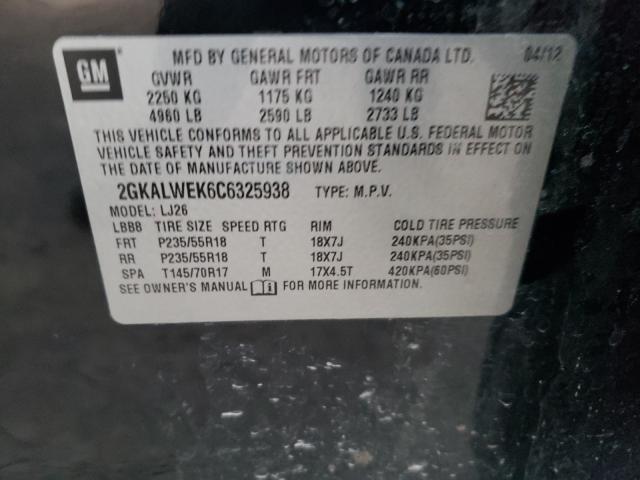 GM
MFD BY GENERAL MOTORS OF CANADA LTD. 04/12
GVWR GAWR FRT GAWR RR
2250 KG 1175 KG 1240 KG
4960 LB 2590 LB 2733 LB
THIS VEHICLE CONFORMS TO ALL APPLICABLE U.S. FEDERAL MOTOR
VEHICLE SAFETY AND THEFT PREVENTION STANDARDS IN EFFECT ON
THE DATE OF MANUFACTURE SHOWN ABOVE.
2GKALWEK6C6325938 TYPE: M.P.V.
MODEL: LJ26
LBBB TIRE SIZE SPEED RTG RIM COLD TIRE PRESSURE
FRT P235/55R18 T 18X7J 240KPA(35PSI)
RR P235/55R18 T 18X7J 240KPA(35PSI)
SPA T145/70R17 M 17X4.5T 420KPA(60PSI)
SEE OWNER'S MANUAL FOR MORE INFORMATION.